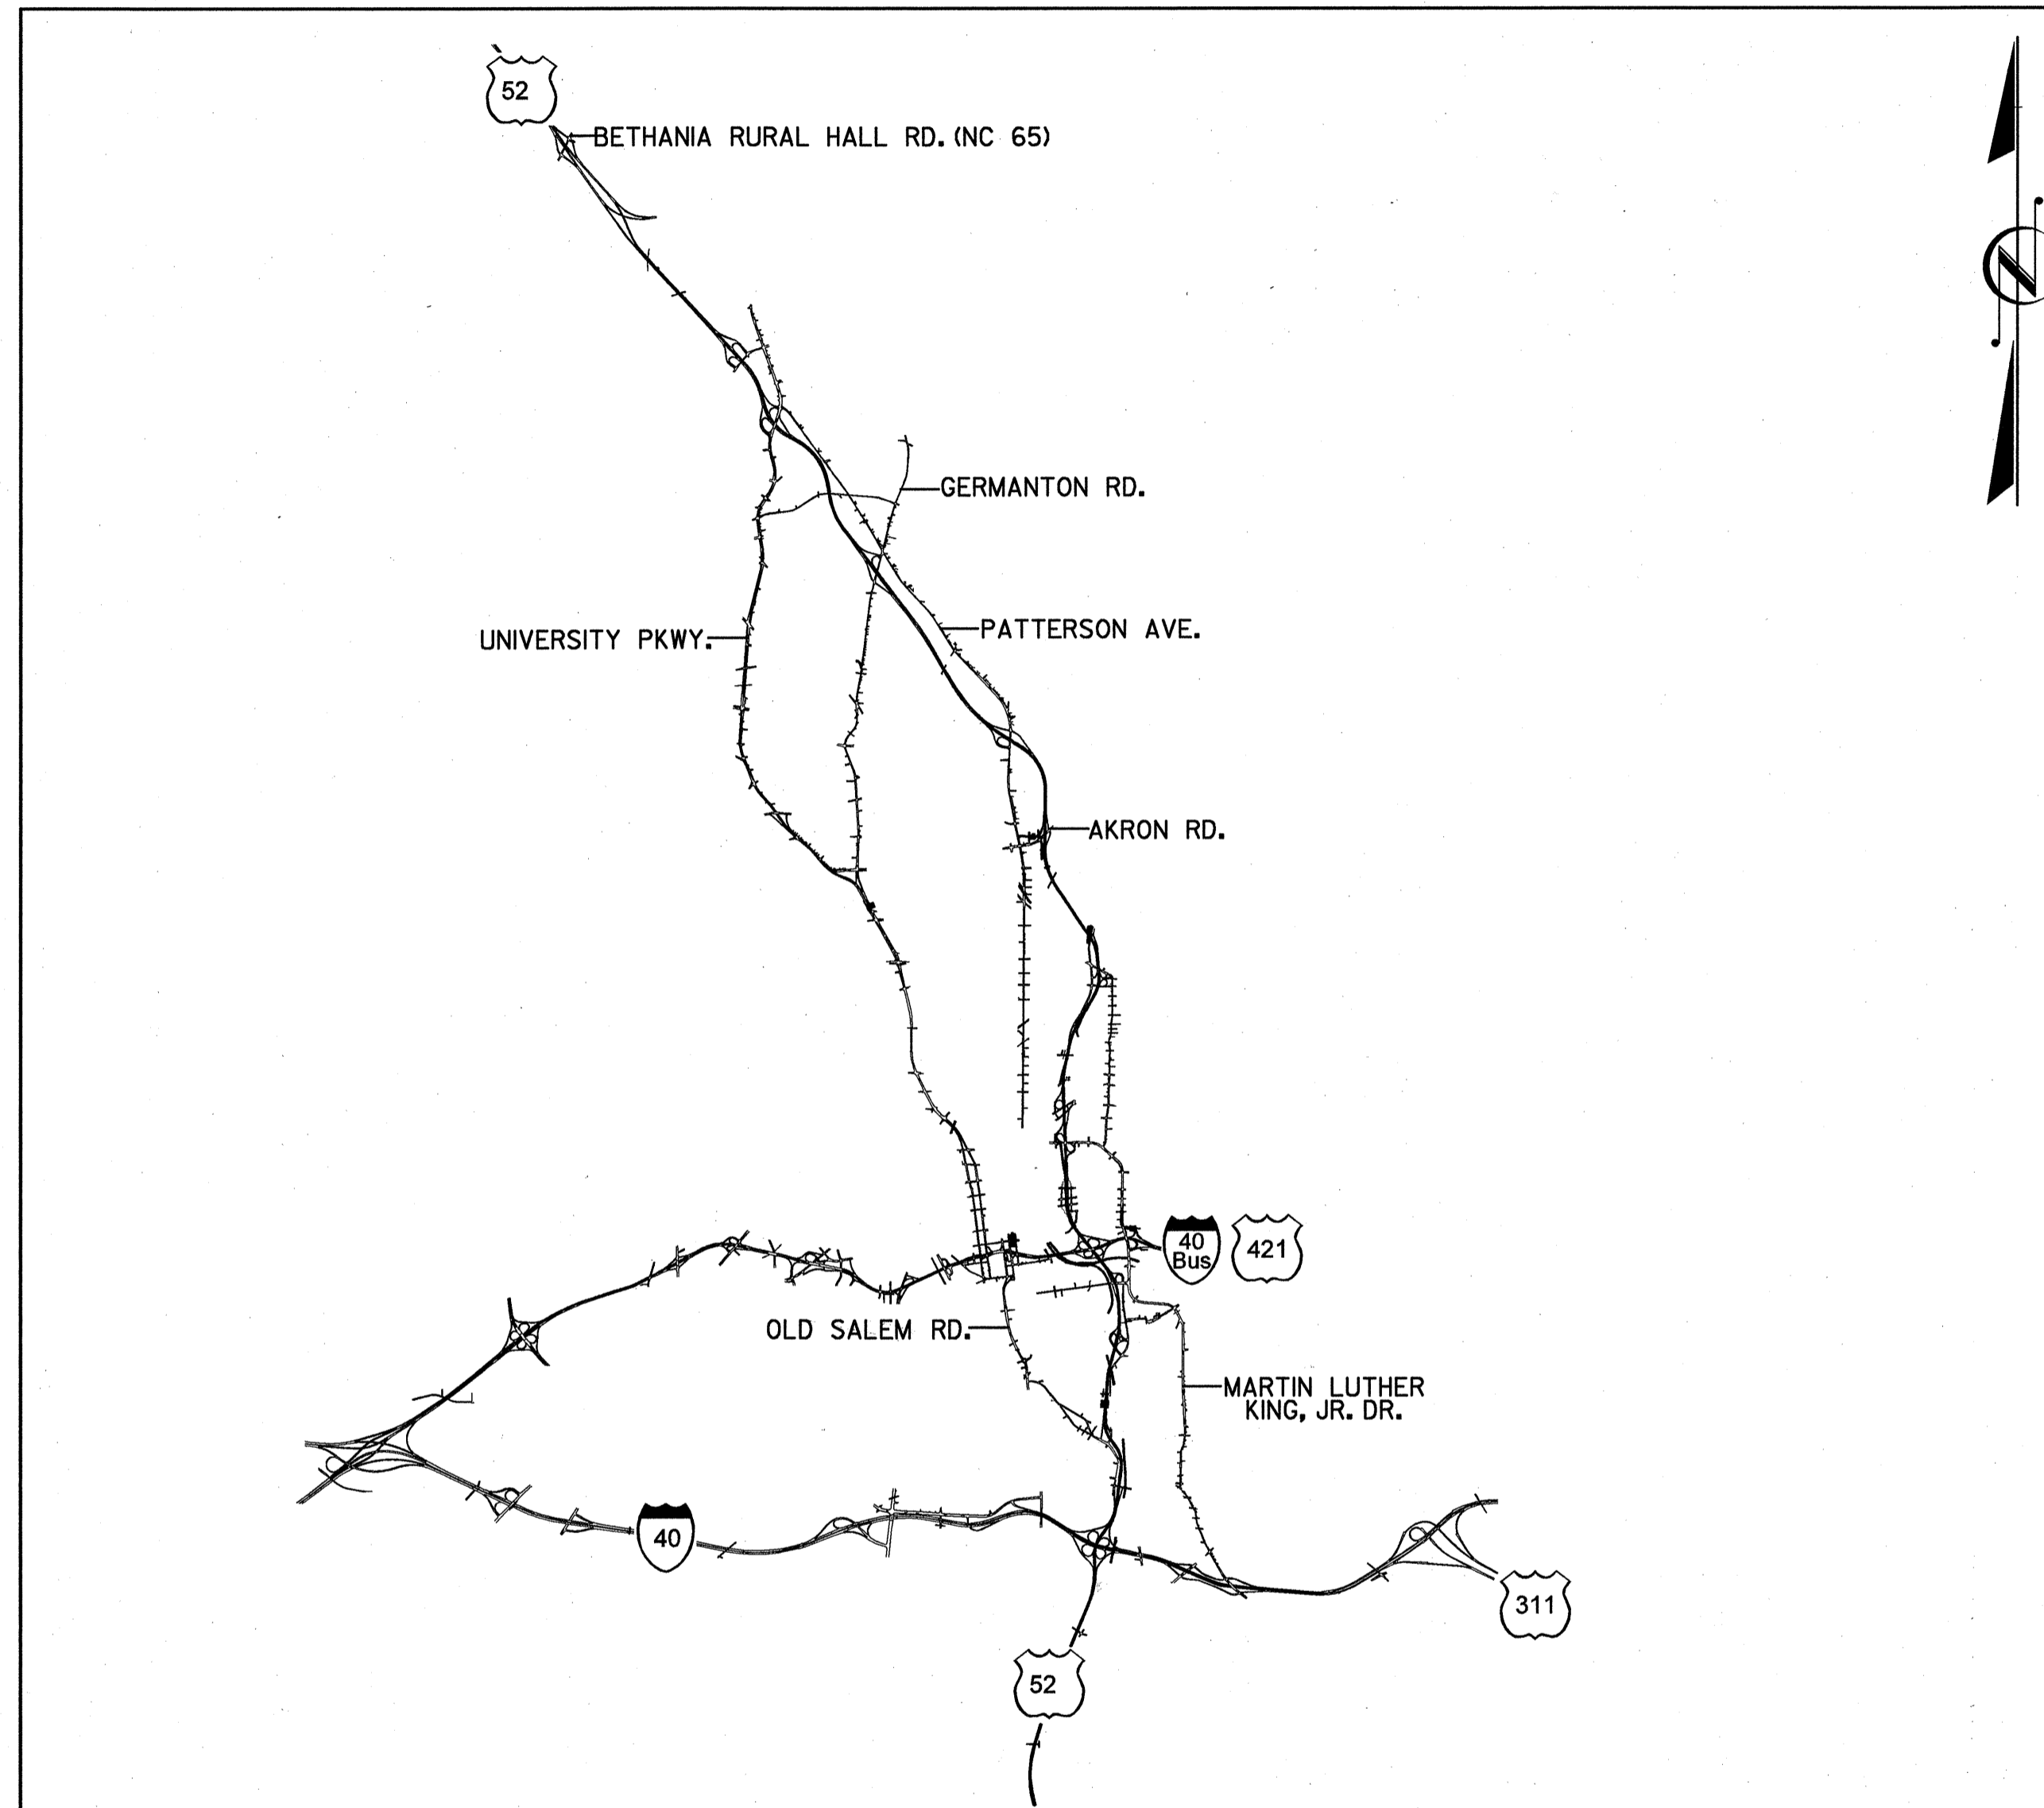 52
BETHANIA RURAL HALL RD. (NC 65)
N
GERMANTON RD.
UNIVERSITY PKWY.
PATTERSON AVE.
AKRON RD.
40
Bus
421
OLD SALEM RD.
MARTIN LUTHER
KING, JR. DR.
40
311
52